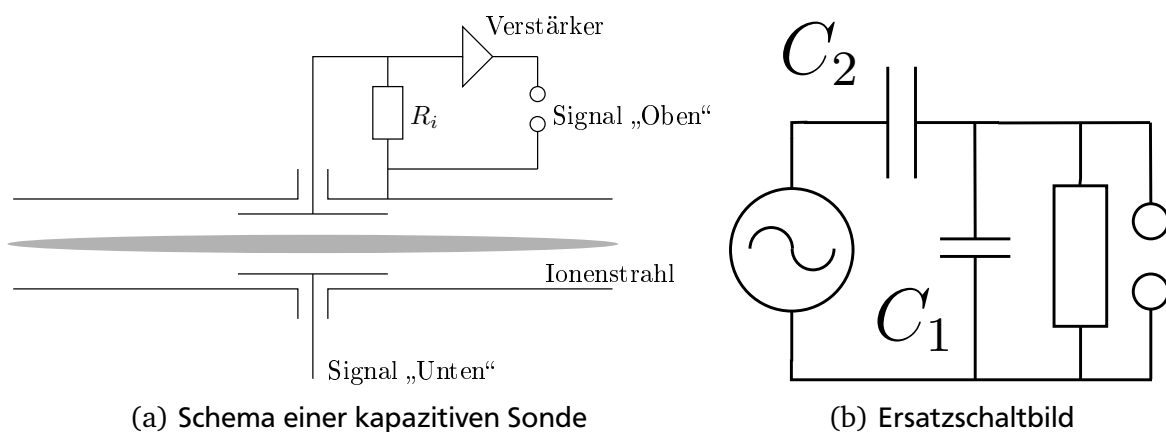 Verstärker
R_i
Signal „Oben“
Ionenstrahl
Signal „Unten“
(a) Schema einer kapazitiven Sonde
C_2
C_1
(b) Ersatzschaltbild